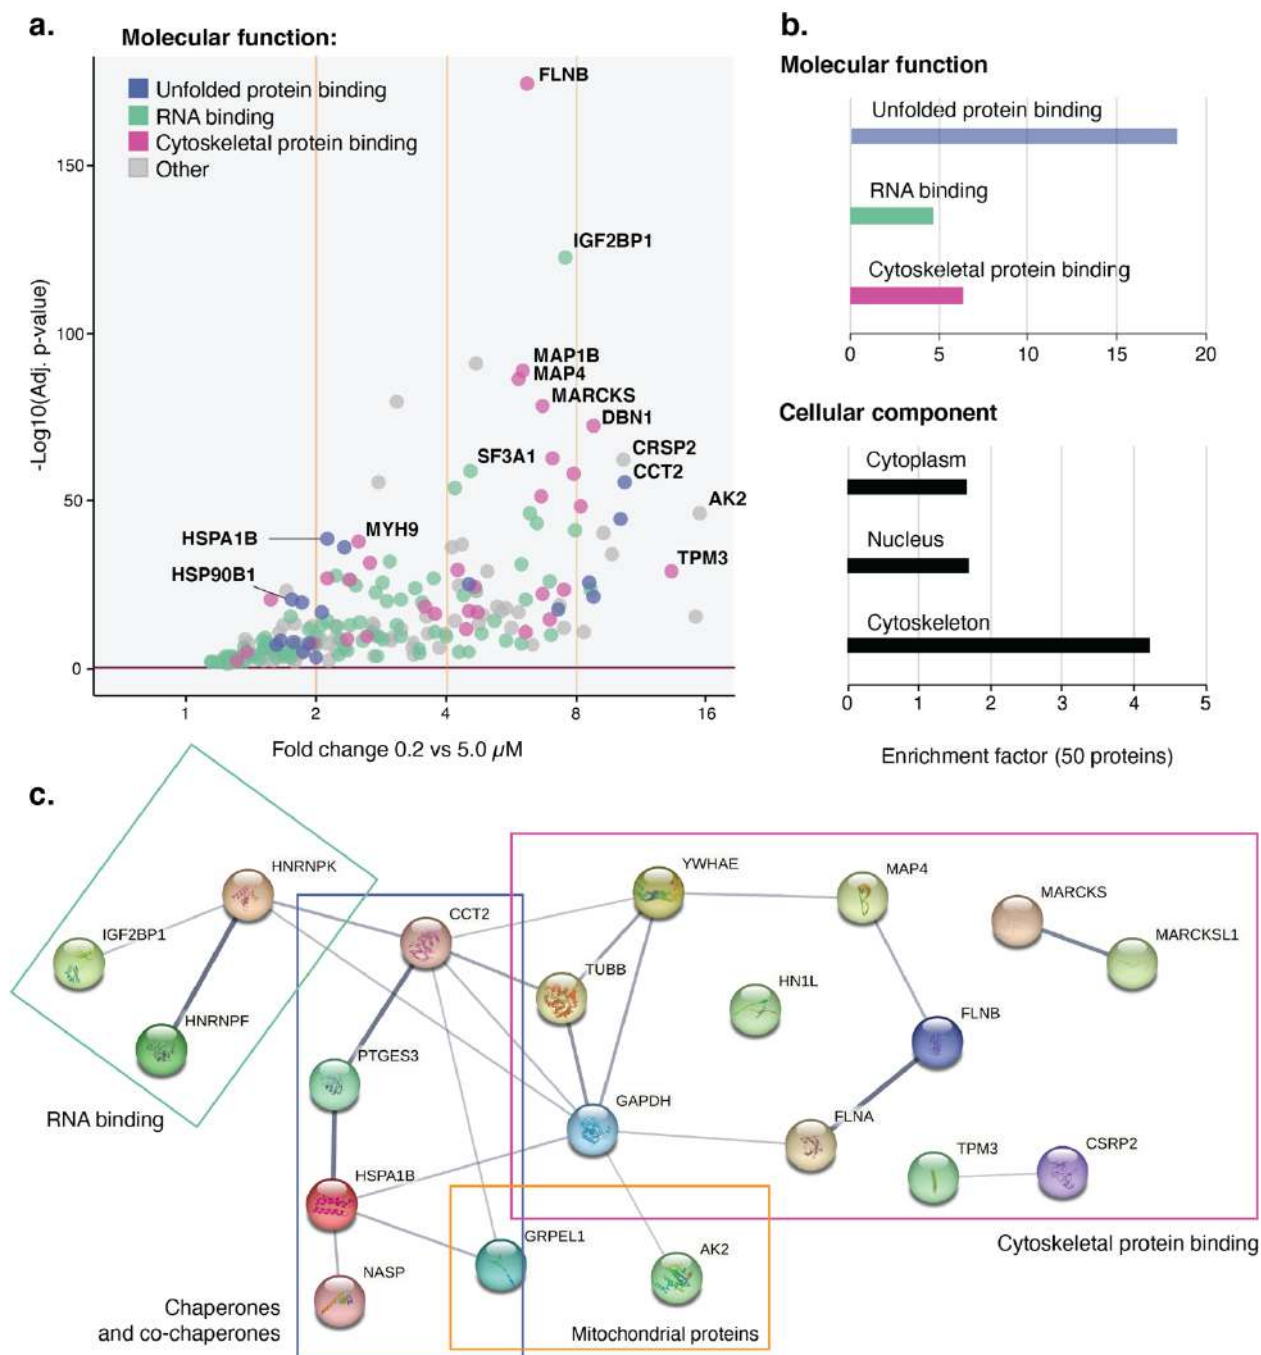 a.
Molecular function:
Unfolded protein binding
RNA binding
Cytoskeletal protein binding
Other
FLNB
IGF2BP1
MAP1B
MAP4
MARCKS
DBN1
SF3A1
CRSP2
CCT2
AK2
HSPA1B
MYH9
TPM3
HSP90B1
-Log10(Adj. p-value)
150
100
50
0
1
2
4
8
16
Fold change 0.2 vs 5.0 µM
b.
Molecular function
Unfolded protein binding
RNA binding
Cytoskeletal protein binding
0
5
10
15
20
Cellular component
Cytoplasm
Nucleus
Cytoskeleton
0
1
2
3
4
5
Enrichment factor (50 proteins)
c.
HNRNPK
IGF2BP1
HNRNPF
RNA binding
CCT2
PTGES3
HSPA1B
NASP
GRPEL1
Chaperones
and co-chaperones
YWHAE
MAP4
MARCKS
MARCKSL1
TUBB
HN1L
FLNB
GAPDH
FLNA
TPM3
CSRP2
Cytoskeletal protein binding
AK2
Mitochondrial proteins